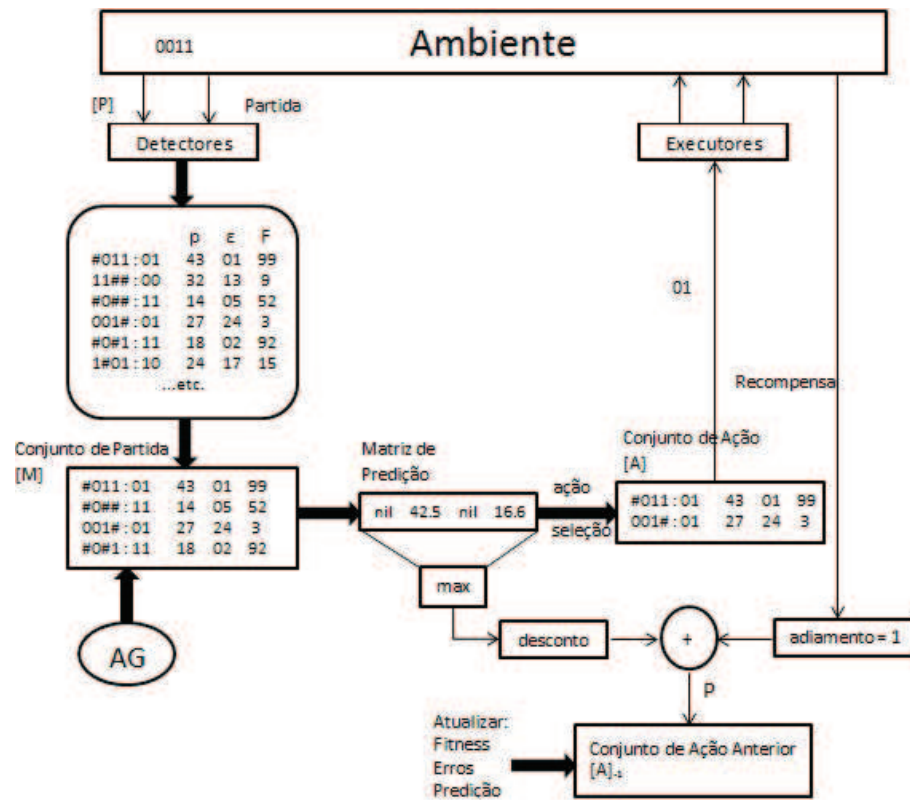 0011
Ambiente
[P]
Partida
Detectores
Executores
p ε F
#011 : 01 43 01 99
11## : 00 32 13 9
#0## : 11 14 05 52
001# : 01 27 24 3
#0#1 : 11 18 02 92
1#01 : 10 24 17 15
...etc.
01
Recompensa
Conjunto de Partida
[M]
#011 : 01 43 01 99
#0## : 11 14 05 52
001# : 01 27 24 3
#0#1 : 11 18 02 92
Matriz de
Predição
nil 42.5 nil 16.6
ação
seleção
Conjunto de Ação
[A]
#011 : 01 43 01 99
001# : 01 27 24 3
max
AG
desconto
+
adiamento = 1
p
Atualizar:
Fitness
Erros
Predição
Conjunto de Ação Anterior
[A]-1